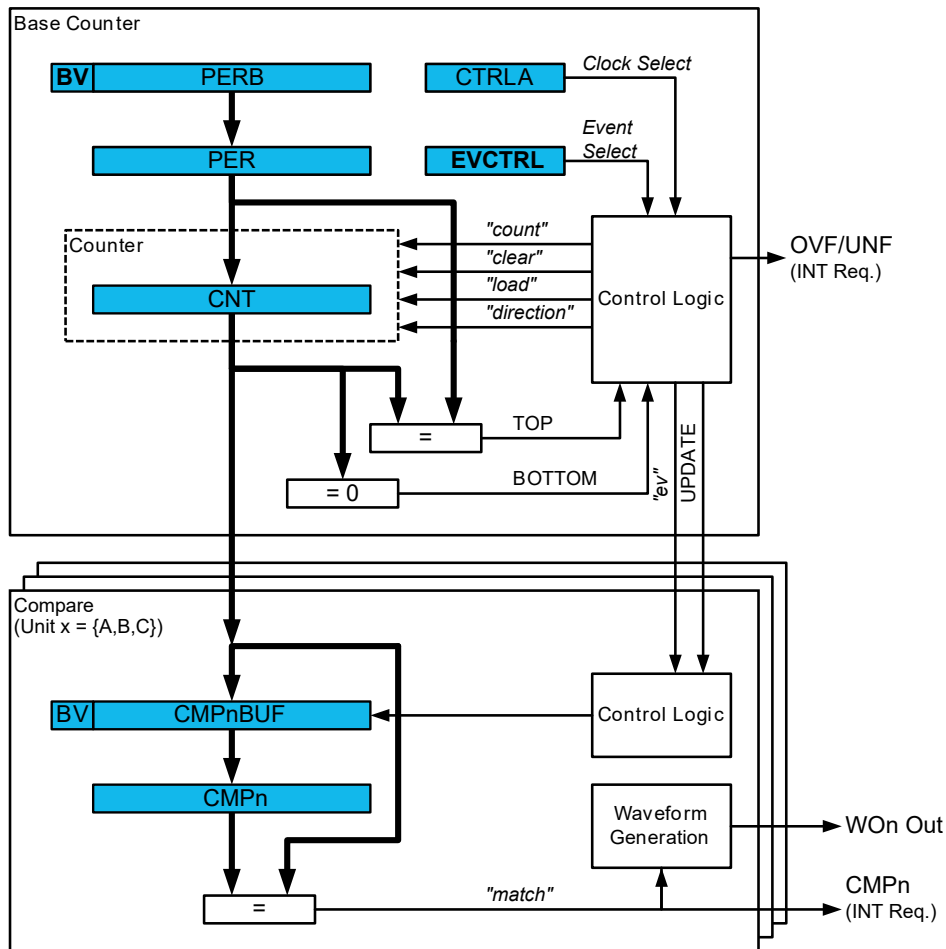 Base Counter
BV PERB
CTRLA
Clock Select
PER
EVCTRL
Event
Select
Counter
CNT
"count"
"clear"
"load"
"direction"
Control Logic
OVF/UNF
(INT Req.)
=
TOP
= 0
BOTTOM
"ev"
UPDATE
Compare
(Unit x = {A,B,C})
BV CMPnBUF
Control Logic
CMPn
Waveform
Generation
WOn Out
=
"match"
CMPn
(INT Req.)